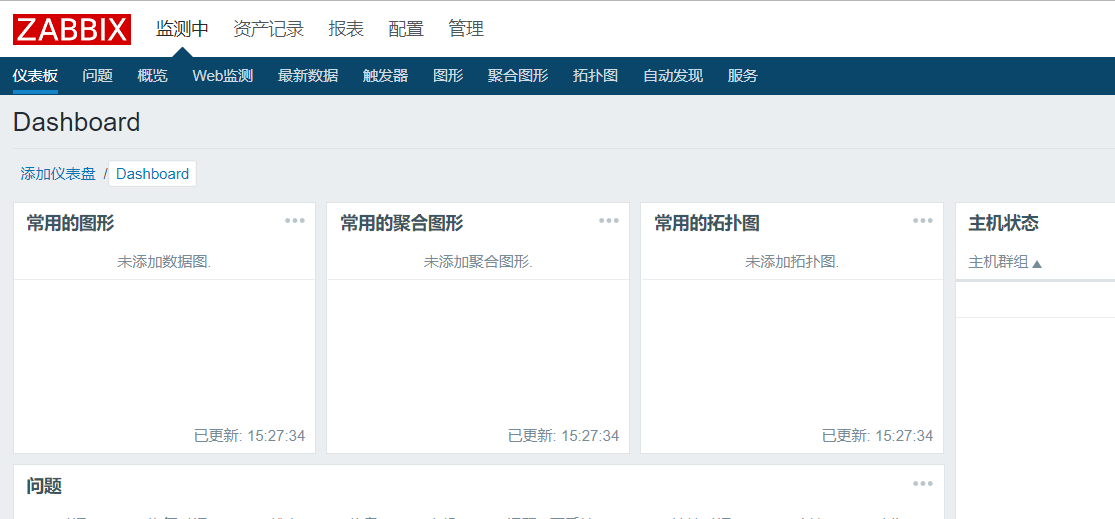 ZABBIX 监测中 资产记录 报表 配置 管理
仪表板 问题 概览 Web监测 最新数据 触发器 图形 聚合图形 拓扑图 自动发现 服务
Dashboard
添加仪表盘 / Dashboard
常用的图形 常用的聚合图形 常用的拓扑图 主机状态
未添加数据图. 未添加聚合图形. 未添加拓扑图. 主机群组▲
已更新: 15:27:34 已更新: 15:27:34 已更新: 15:27:34
问题